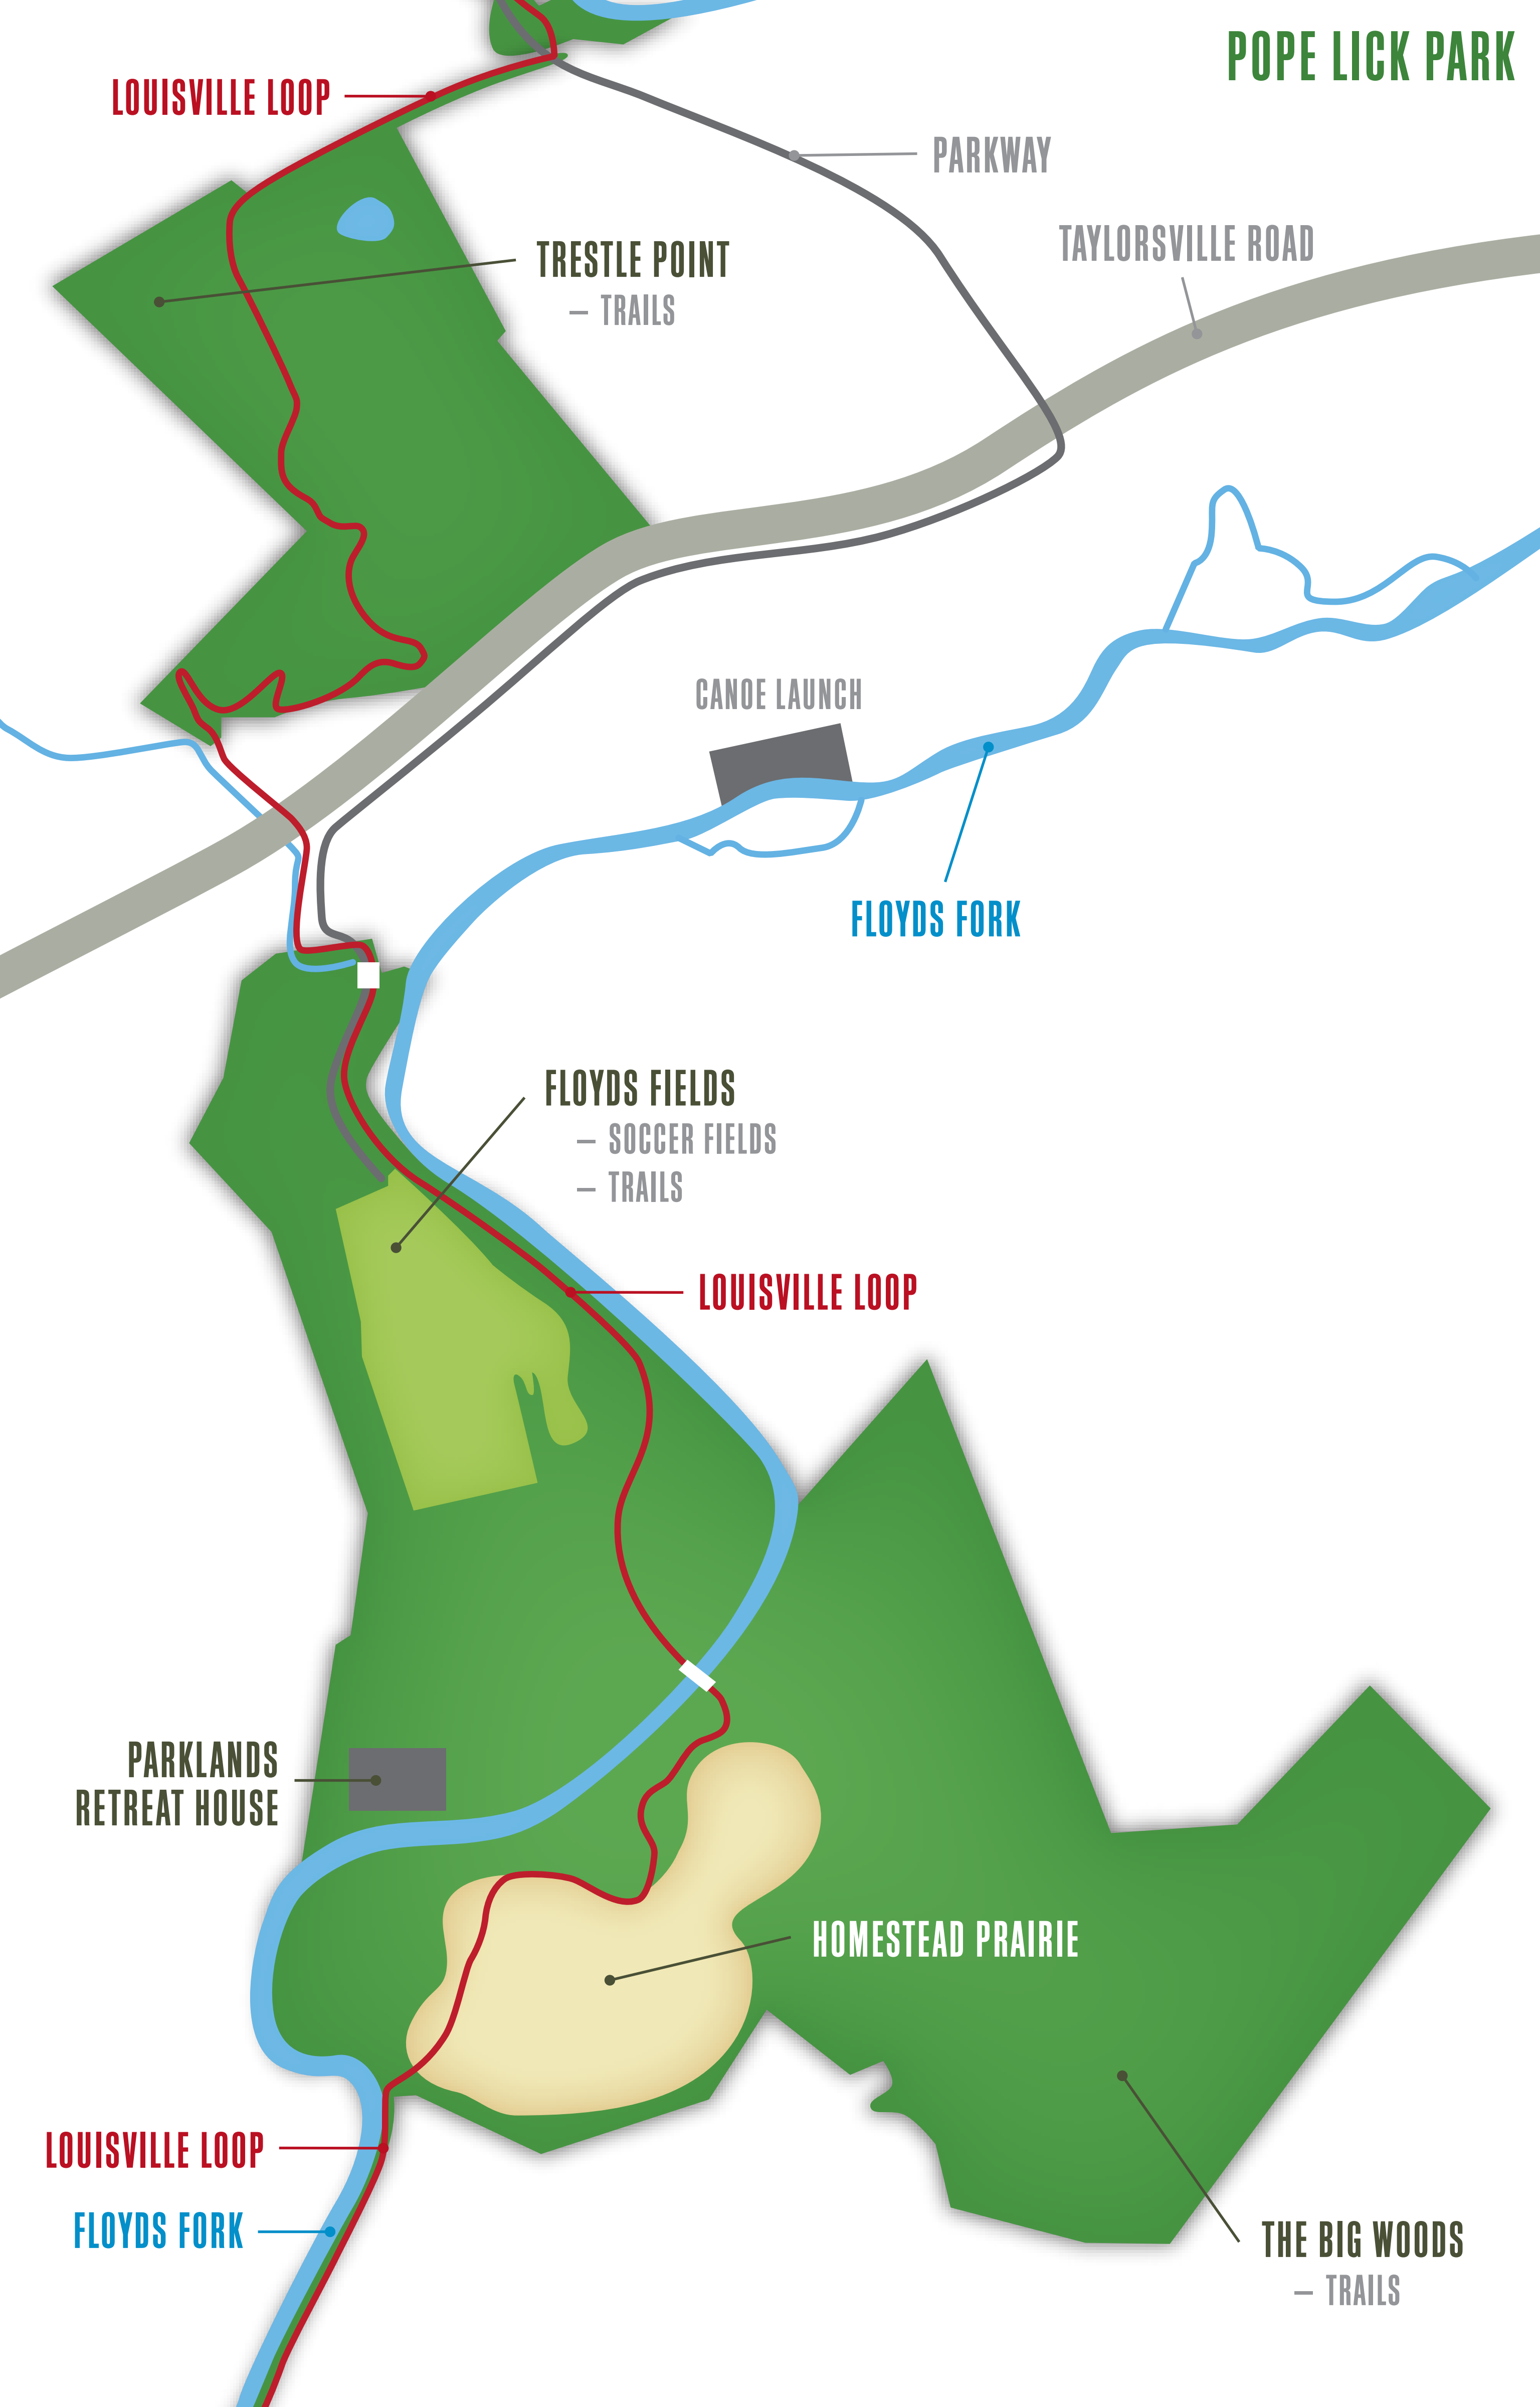 POPE LICK PARK
LOUISVILLE LOOP
PARKWAY
TAYLORSVILLE ROAD
TRESTLE POINT
– TRAILS
CANOE LAUNCH
FLOYDS FORK
FLOYDS FIELDS
– SOCCER FIELDS
– TRAILS
LOUISVILLE LOOP
PARKLANDS
RETREAT HOUSE
HOMESTEAD PRAIRIE
LOUISVILLE LOOP
FLOYDS FORK
THE BIG WOODS
– TRAILS